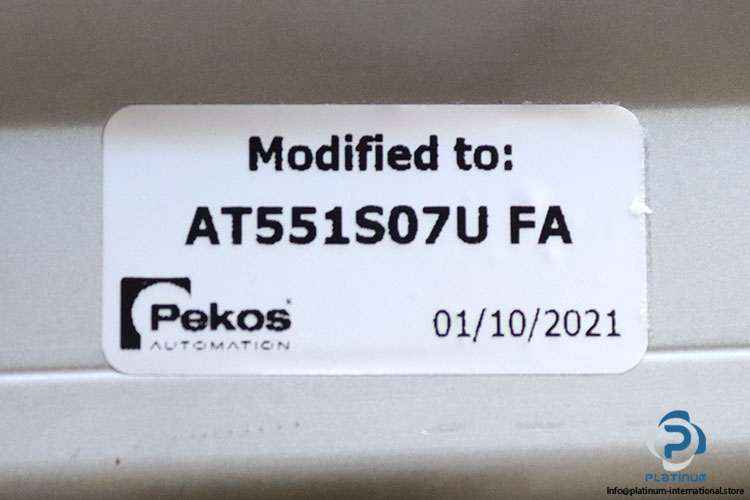 Modified to:
AT551S07U FA
Pekos
AUTOMATION
01/10/2021
PLATINUM
Info@platinum-international.store